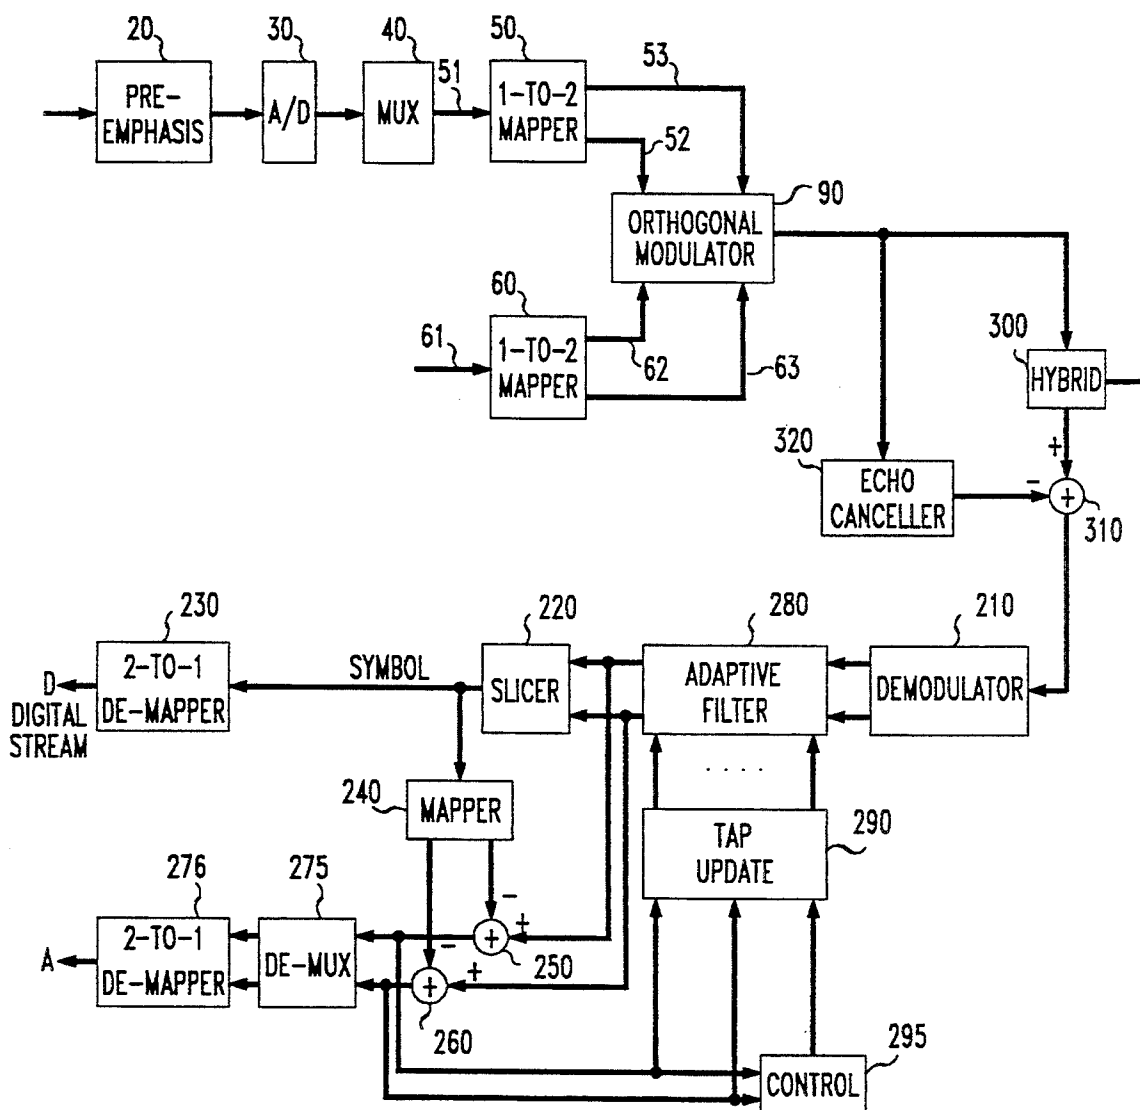 20
30
40
50
51
53
PRE-
EMPHASIS
A/D
MUX
1-TO-2
MAPPER
52
90
ORTHOGONAL
MODULATOR
60
61
1-TO-2
MAPPER
62
63
300
HYBRID
+
320
ECHO
CANCELLER
-
+
310
230
220
280
210
2-TO-1
DE-MAPPER
SYMBOL
SLICER
ADAPTIVE
FILTER
DEMODULATOR
D
DIGITAL
STREAM
. . . . .
240
MAPPER
TAP
UPDATE
290
276
275
-
+
2-TO-1
DE-MAPPER
A
DE-MUX
-
+
250
+
+
260
295
CONTROL